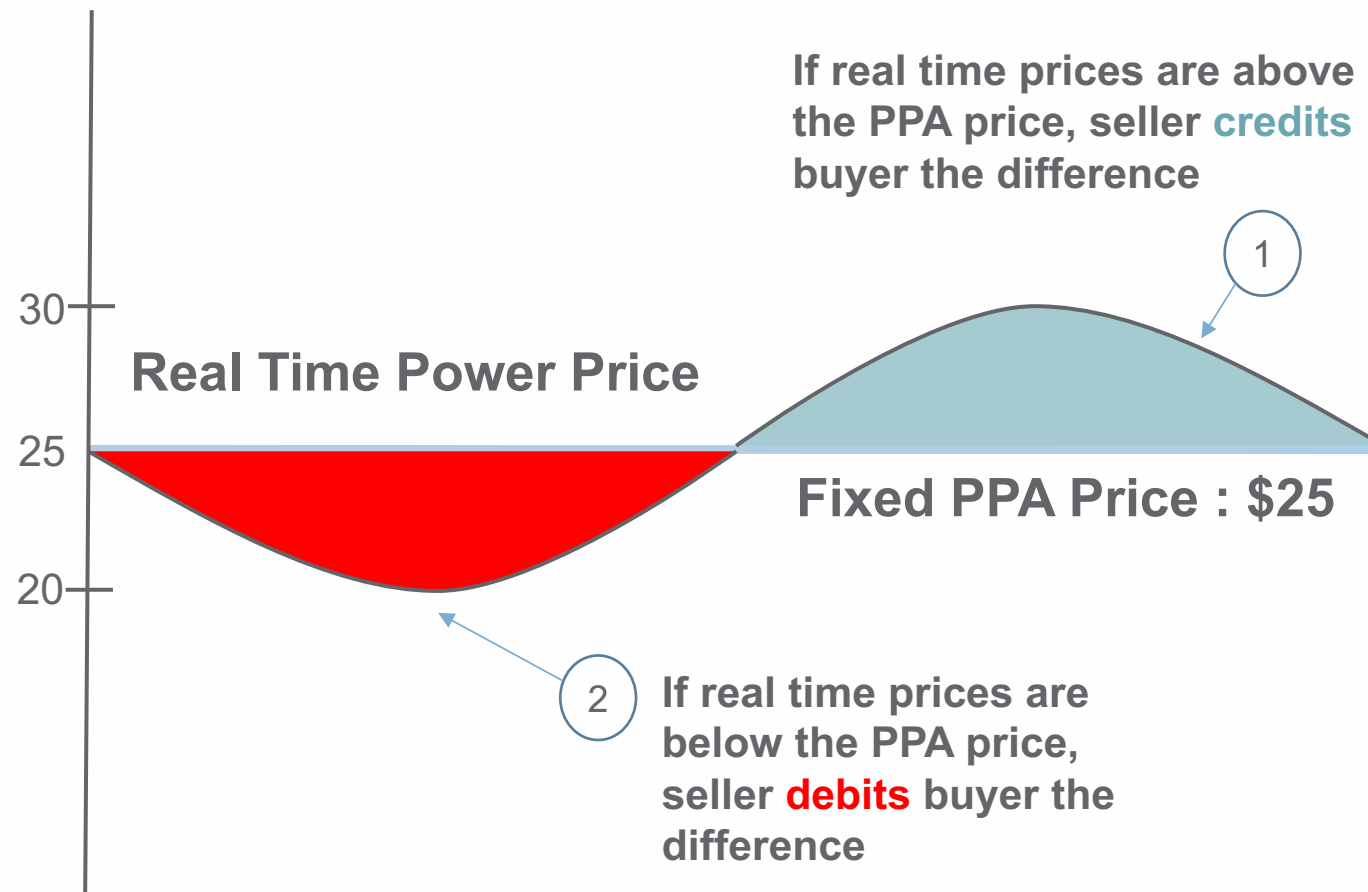 If real time prices are above
the PPA price, seller credits
buyer the difference
1
30
Real Time Power Price
25
Fixed PPA Price : $25
20
2
If real time prices are
below the PPA price,
seller debits buyer the
difference